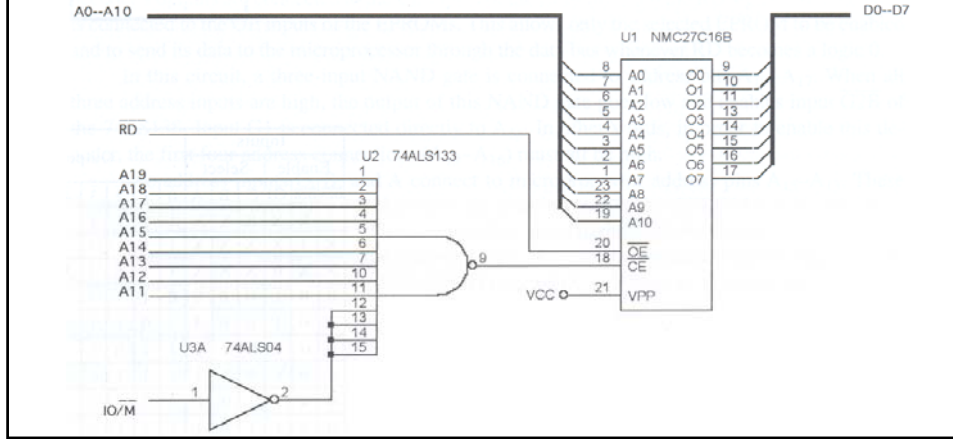 A0--A10
D0--D7
U1 NMC27C16B
8 A0 O0 9
7 A1 O1 10
6 A2 O2 11
5 A3 O3 13
4 A4 O4 14
3 A5 O5 15
2 A6 O6 16
1 A7 O7 17
23 A8
22 A9
19 A10
20 OE
18 CE
VCC 21 VPP
RD
U2 74ALS133
A19 1
A18 2
A17 3
A16 4
A15 5
A14 6
A13 7
A12 10
A11 11
12
13
14
15
9
U3A 74ALS04
1 2
IO/M